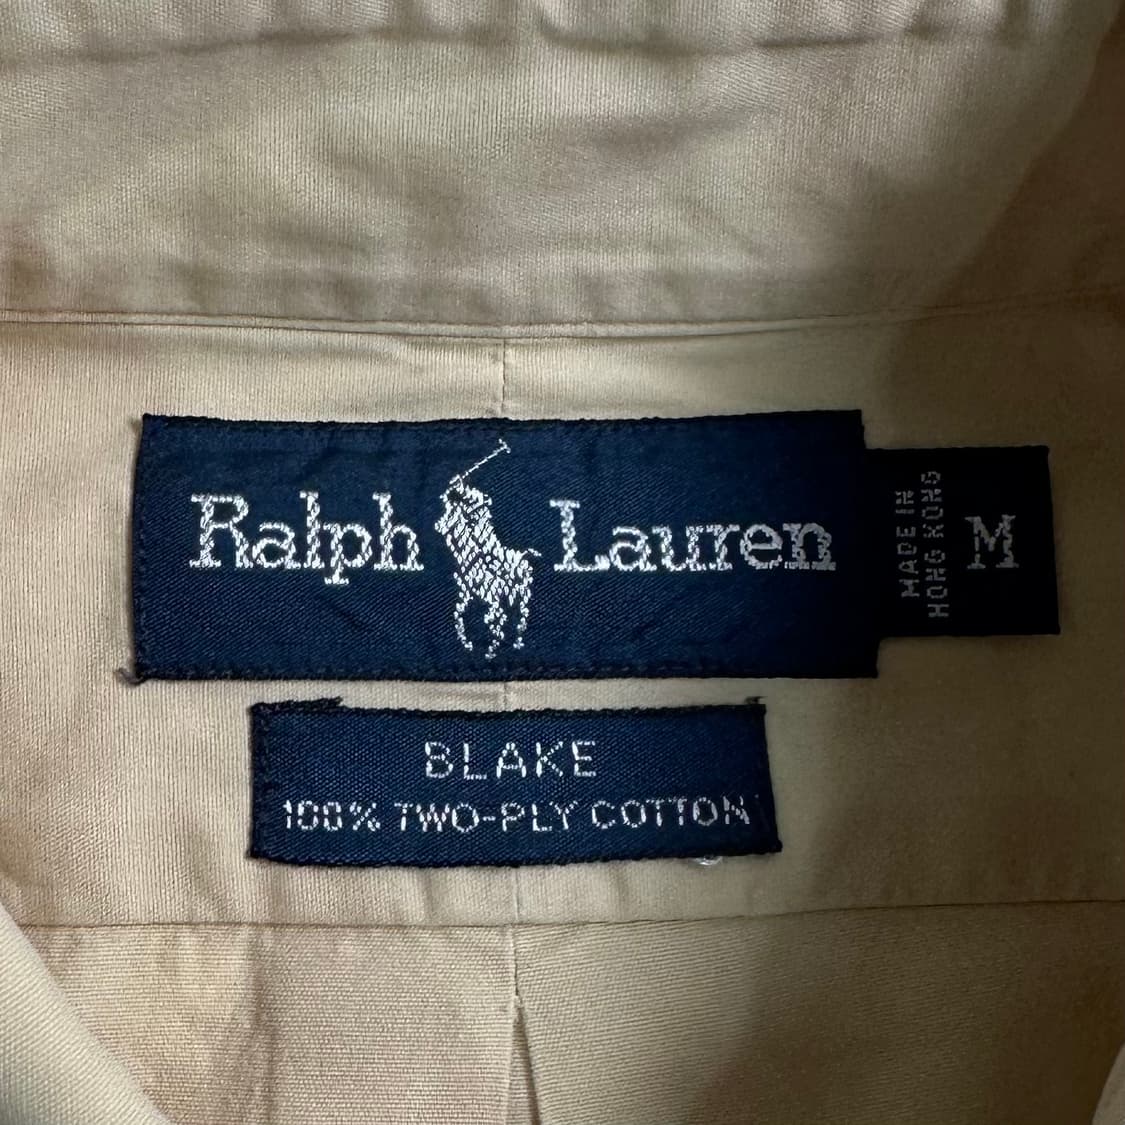 Ralph Lauren
MADE IN
HONG KONG
M
BLAKE
100% TWO-PLY COTTON